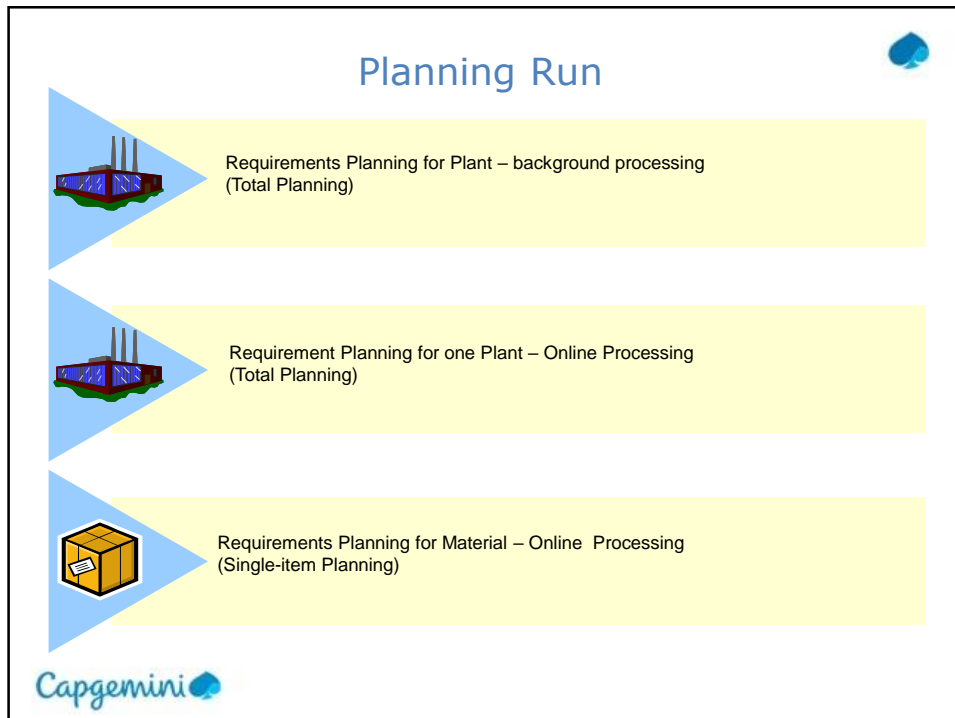 Planning Run
Requirements Planning for Plant – background processing
(Total Planning)
Requirement Planning for one Plant – Online Processing
(Total Planning)
Requirements Planning for Material – Online  Processing
(Single-item Planning)
Capgemini